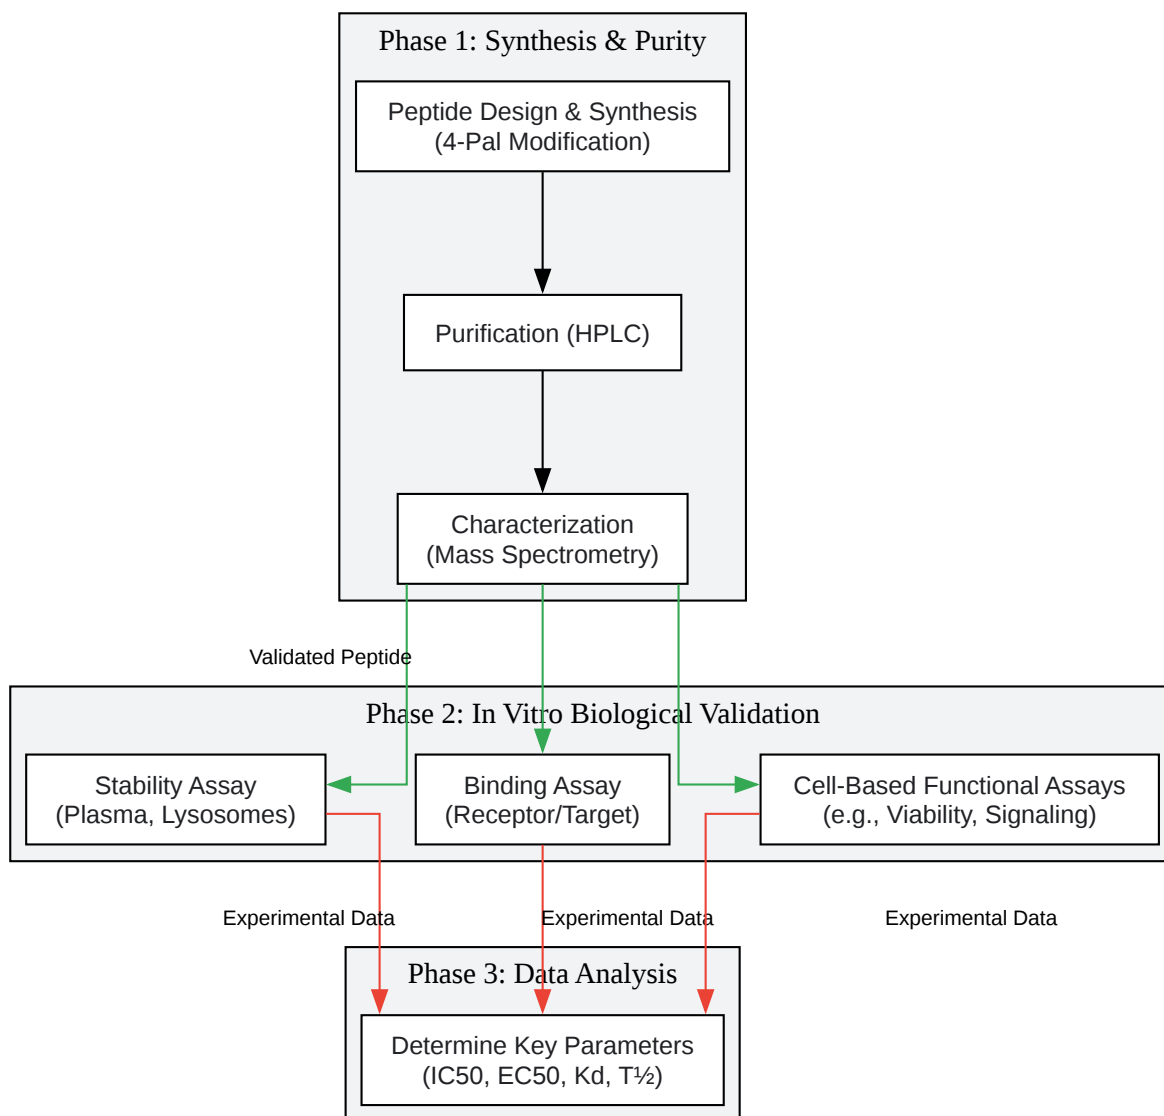 Phase 1: Synthesis & Purity
Peptide Design & Synthesis
(4-Pal Modification)
Purification (HPLC)
Characterization
(Mass Spectrometry)
Validated Peptide
Phase 2: In Vitro Biological Validation
Stability Assay
(Plasma, Lysosomes)
Binding Assay
(Receptor/Target)
Cell-Based Functional Assays
(e.g., Viability, Signaling)
Experimental Data
Experimental Data
Experimental Data
Phase 3: Data Analysis
Determine Key Parameters
(IC50, EC50, Kd, T½)